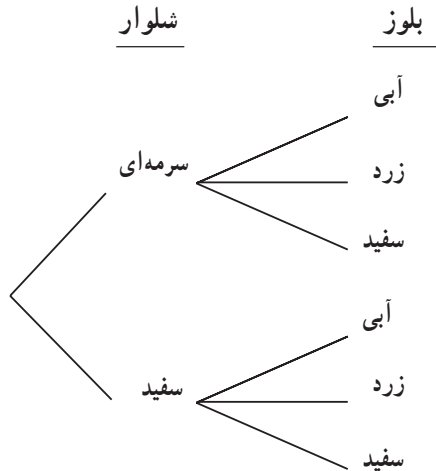 بلوز شلوار
آبی
سرمه‌ای
زرد
سفید
آبی
سفید
زرد
سفید